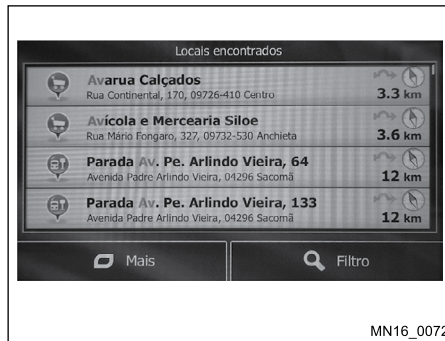 Locais encontrados
Avarua Calçados
Rua Continental, 170, 09726-410 Centro
3.3 km
Avícola e Mercearia Siloe
Rua Mário Fongaro, 327, 09732-530 Anchieta
3.6 km
Parada Av. Pe. Arlindo Vieira, 64
Avenida Padre Arlindo Vieira, 04296 Sacomã
12 km
Parada Av. Pe. Arlindo Vieira, 133
Avenida Padre Arlindo Vieira, 04296 Sacomã
12 km
Mais
Filtro
MN16_0072